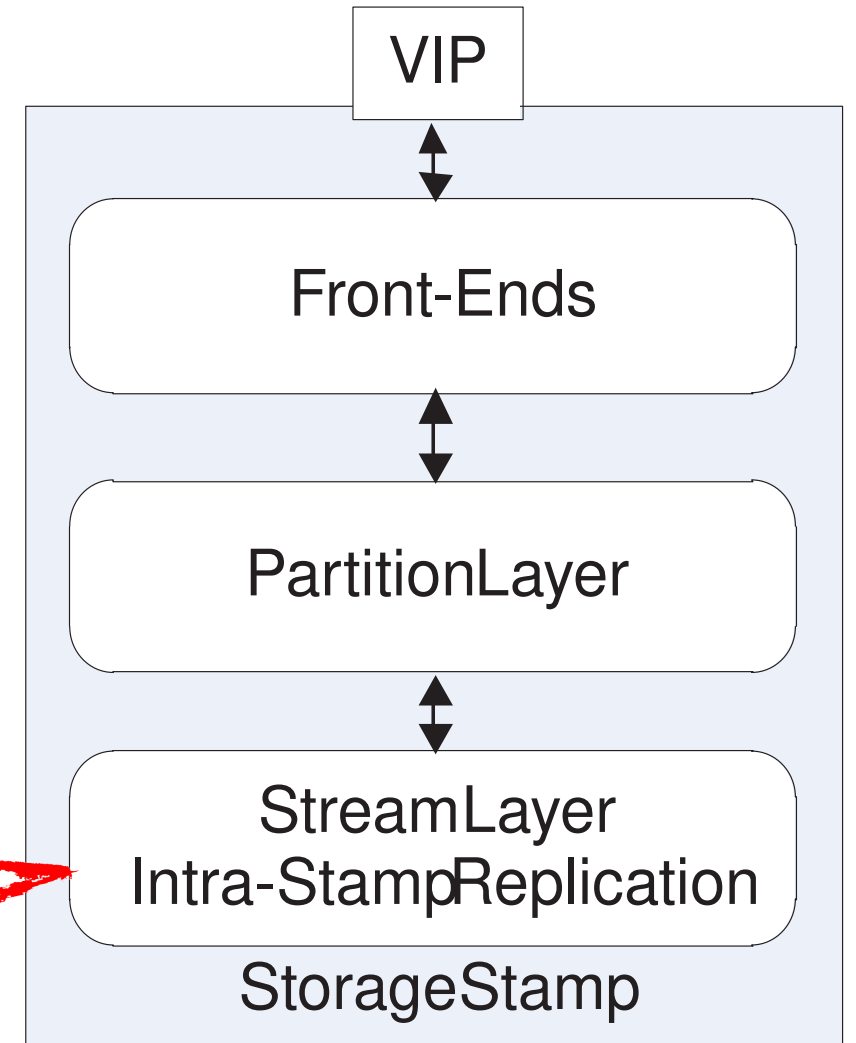 VIP
Front-Ends
PartitionLayer
StreamLayer
Intra-StampReplication
StorageStamp